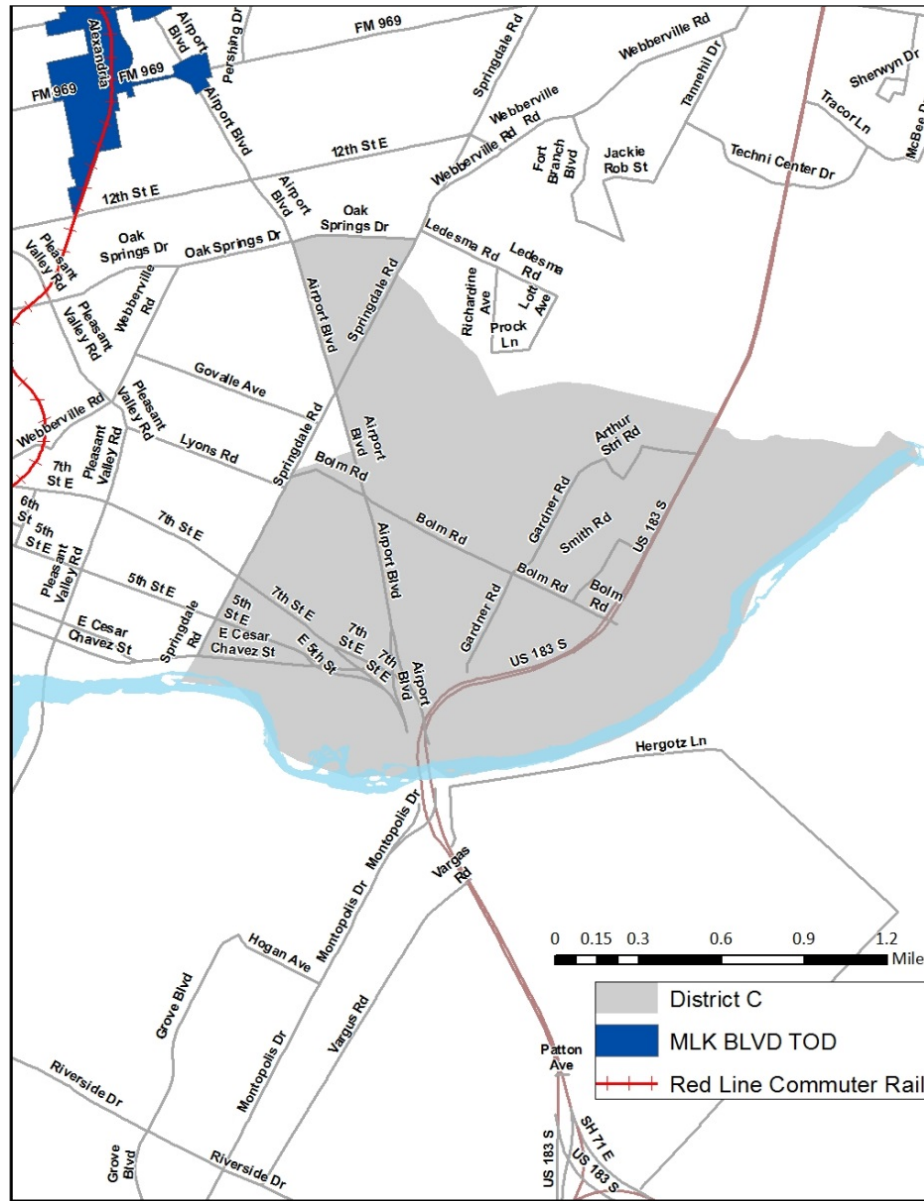 Airport
Blvd
Pershing Dr
FM 969
Springdale Rd
Webberville Rd
Alexandria
FM 969
FM 969
Airport Blvd
Tannehil Dr
Sherwyn Dr
Tracor Ln
McBee D
Webberville
Rd
Webberville Rd
12th St E
Fort
Branch
Blvd
Jackie
Rob St
Techni Center Dr
12th St E
Airport
Blvd
Oak
Springs Dr
Oak
Springs Dr
Oak Springs Dr
Pleasant
Valley Rd
Webberville
Rd
Ledesma Rd
Ledesma
Rd
Richardine
Ave
Lott
Ave
Prock
Ln
Springdale Rd
Airport Blvd
Pleasant
Valley Rd
Govalle Ave
Pleasant
Valley Rd
Webberville Rd
Pleasant
Valley Rd
Lyons Rd
Springdale Rd
Airport
Blvd
Bolm Rd
Arthur
Stri Rd
7th
St E
6th
St
5th
St E
7th St E
Gardner Rd
Smith Rd
US 183 S
Bolm Rd
Airport Blvd
Pleasant
Valley Rd
5th St E
Bolm Rd
Bolm
Rd
5th
St E
7th St E
E Cesar
Chavez St
Springdale
Rd
E Cesar
Chavez St
E 5th St
7th
St E
7th
St E
Airport
Blvd
Gardner Rd
US 183 S
Hergotz Ln
Montopolis Dr
Vargas
Rd
Montopolis Dr
Hogan Ave
Grove Blvd
Vargus Rd
Montopolis Dr
Riverside Dr
Grove
Blvd
Riverside Dr
Patton
Ave
US 183 S
SH 71 E
US 183 S
0 0.15 0.3 0.6 0.9 1.2
Mile
District C
MLK BLVD TOD
Red Line Commuter Rail